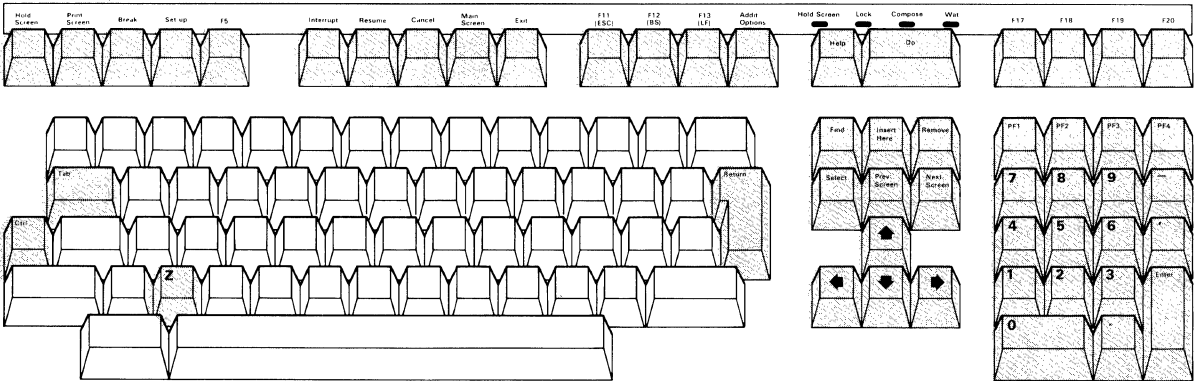 Hold Screen
Print Screen
Break
Set up
F5
Interrupt
Resume
Cancel
Main Screen
Exit
F11 (ESC)
F12 (BS)
F13 (LF)
Addit Options
Hold Screen
Lock
Compose
Wat
F17
F18
F19
F20
Help
Do
Find
Insert Here
Remove
PF1
PF2
PF3
PF4
Tab
Return
Select
Prev. Screen
Next. Screen
7
8
9
—
Ctrl
4
5
6
Z
1
2
3
Enter
0
.